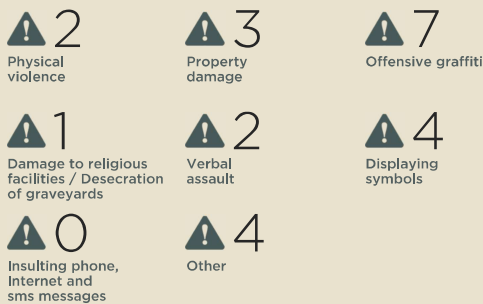 2
Physical
violence
3
Property
damage
7
Offensive graffiti
1
Damage to religious
facilities / Desecration
of graveyards
2
Verbal
assault
4
Displaying
symbols
0
Insulting phone,
Internet and
sms messages
4
Other